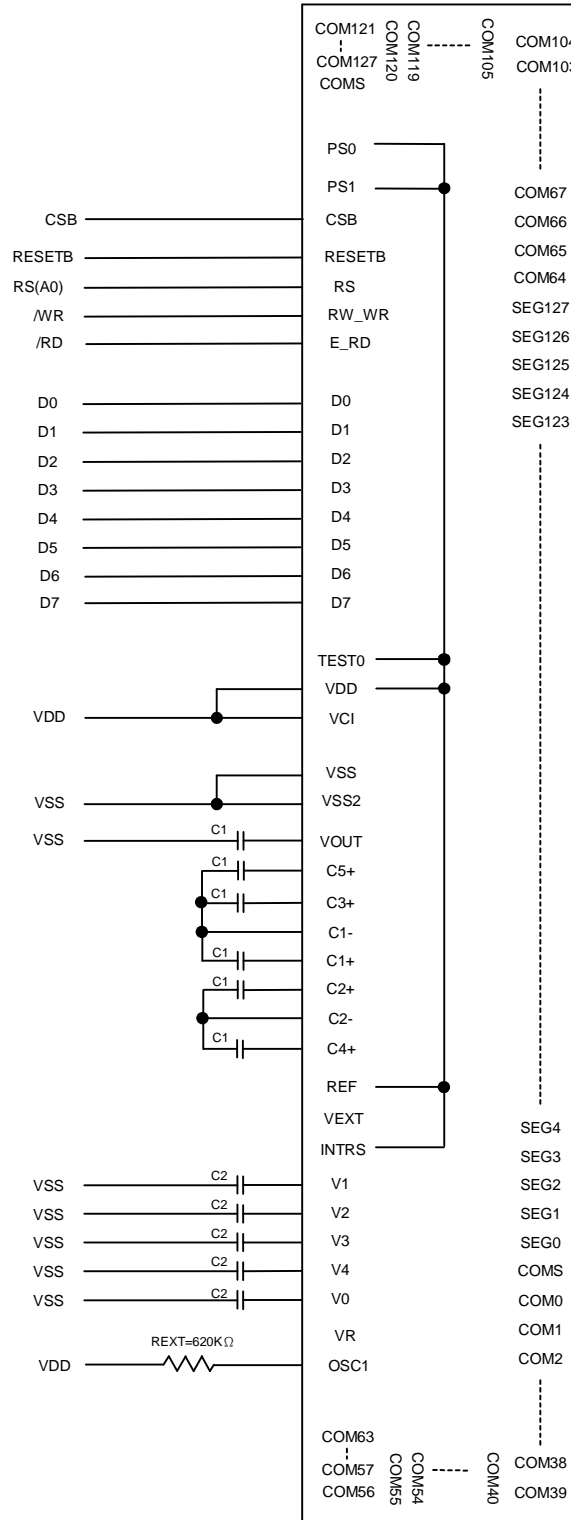 COM121
COM127
COMS
COM120
COM119
COM105
COM104
COM103
PS0
PS1
COM67
CSB CSB
COM66
RESETB RESETB
COM65
RS(A0) RS
COM64
/WR RW_WR
SEG127
/RD E_RD
SEG126
SEG125
D0 D0
SEG124
D1 D1
SEG123
D2 D2
D3 D3
D4 D4
D5 D5
D6 D6
D7 D7
TEST0
VDD
VDD VCI
VSS
VSS VSS2
VSS C1 VOUT
C1 C5+
C1 C3+
C1-
C1 C1+
C1 C2+
C2-
C1 C4+
REF
VEXT
SEG4
INTRS
SEG3
VSS C2 V1
SEG2
VSS C2 V2
SEG1
VSS C2 V3
SEG0
VSS C2 V4
COMS
VSS C2 V0
COM0
VR
COM1
REXT=620KΩ
VDD OSC1
COM2
COM63
COM57
COM56
COM55
COM54
COM40
COM38
COM39